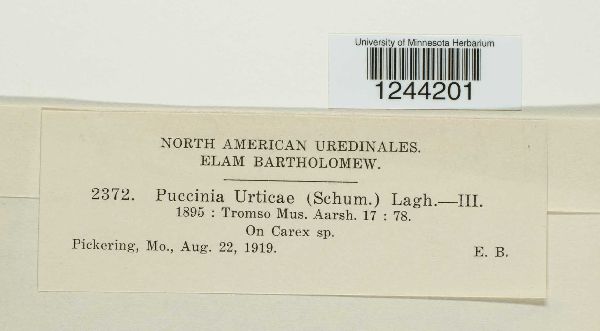 University of Minnesota Herbarium
1244201
NORTH AMERICAN UREDINALES.
ELAM BARTHOLOMEW.
2372. Puccinia Urticae (Schum.) Lagh.—III.
1895 : Tromso Mus. Aarsh. 17 : 78.
On Carex sp.
Pickering, Mo., Aug. 22, 1919. E. B.